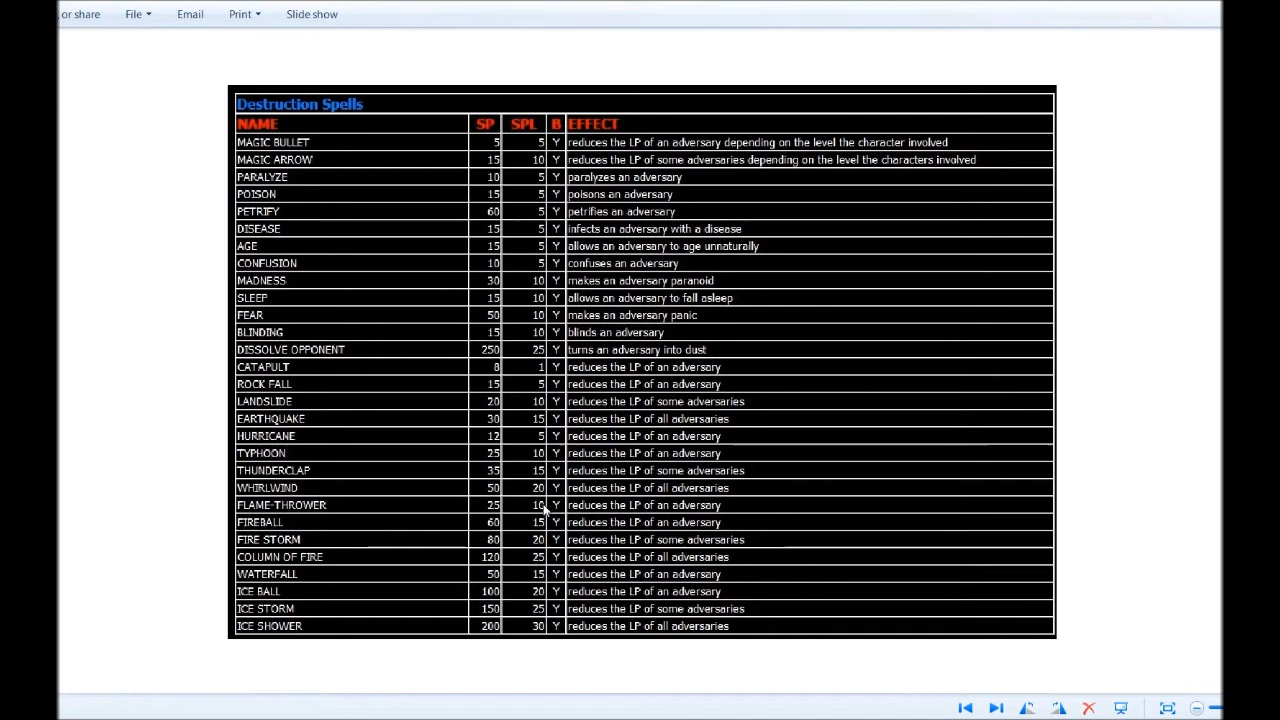 or share File Email Print Slide show
Destruction Spells
NAME SP SPL B EFFECT
MAGIC BULLET 5 5 Y reduces the LP of an adversary depending on the level the character involved
MAGIC ARROW 15 10 Y reduces the LP of some adversaries depending on the level the characters involved
PARALYZE 10 5 Y paralyzes an adversary
POISON 15 5 Y poisons an adversary
PETRIFY 60 5 Y petrifies an adversary
DISEASE 15 5 Y infects an adversary with a disease
AGE 15 5 Y allows an adversary to age unnaturally
CONFUSION 10 5 Y confuses an adversary
MADNESS 30 10 Y makes an adversary paranoid
SLEEP 15 10 Y allows an adversary to fall asleep
FEAR 50 10 Y makes an adversary panic
BLINDING 15 10 Y blinds an adversary
DISSOLVE OPPONENT 250 25 Y turns an adversary into dust
CATAPULT 8 1 Y reduces the LP of an adversary
ROCK FALL 15 5 Y reduces the LP of an adversary
LANDSLIDE 20 10 Y reduces the LP of some adversaries
EARTHQUAKE 30 15 Y reduces the LP of all adversaries
HURRICANE 12 5 Y reduces the LP of an adversary
TYPHOON 25 10 Y reduces the LP of an adversary
THUNDERCLAP 35 15 Y reduces the LP of some adversaries
WHIRLWIND 50 20 Y reduces the LP of all adversaries
FLAME-THROWER 25 10 Y reduces the LP of an adversary
FIREBALL 60 15 Y reduces the LP of an adversary
FIRE STORM 80 20 Y reduces the LP of some adversaries
COLUMN OF FIRE 120 25 Y reduces the LP of all adversaries
WATERFALL 50 15 Y reduces the LP of an adversary
ICE BALL 100 20 Y reduces the LP of an adversary
ICE STORM 150 25 Y reduces the LP of some adversaries
ICE SHOWER 200 30 Y reduces the LP of all adversaries